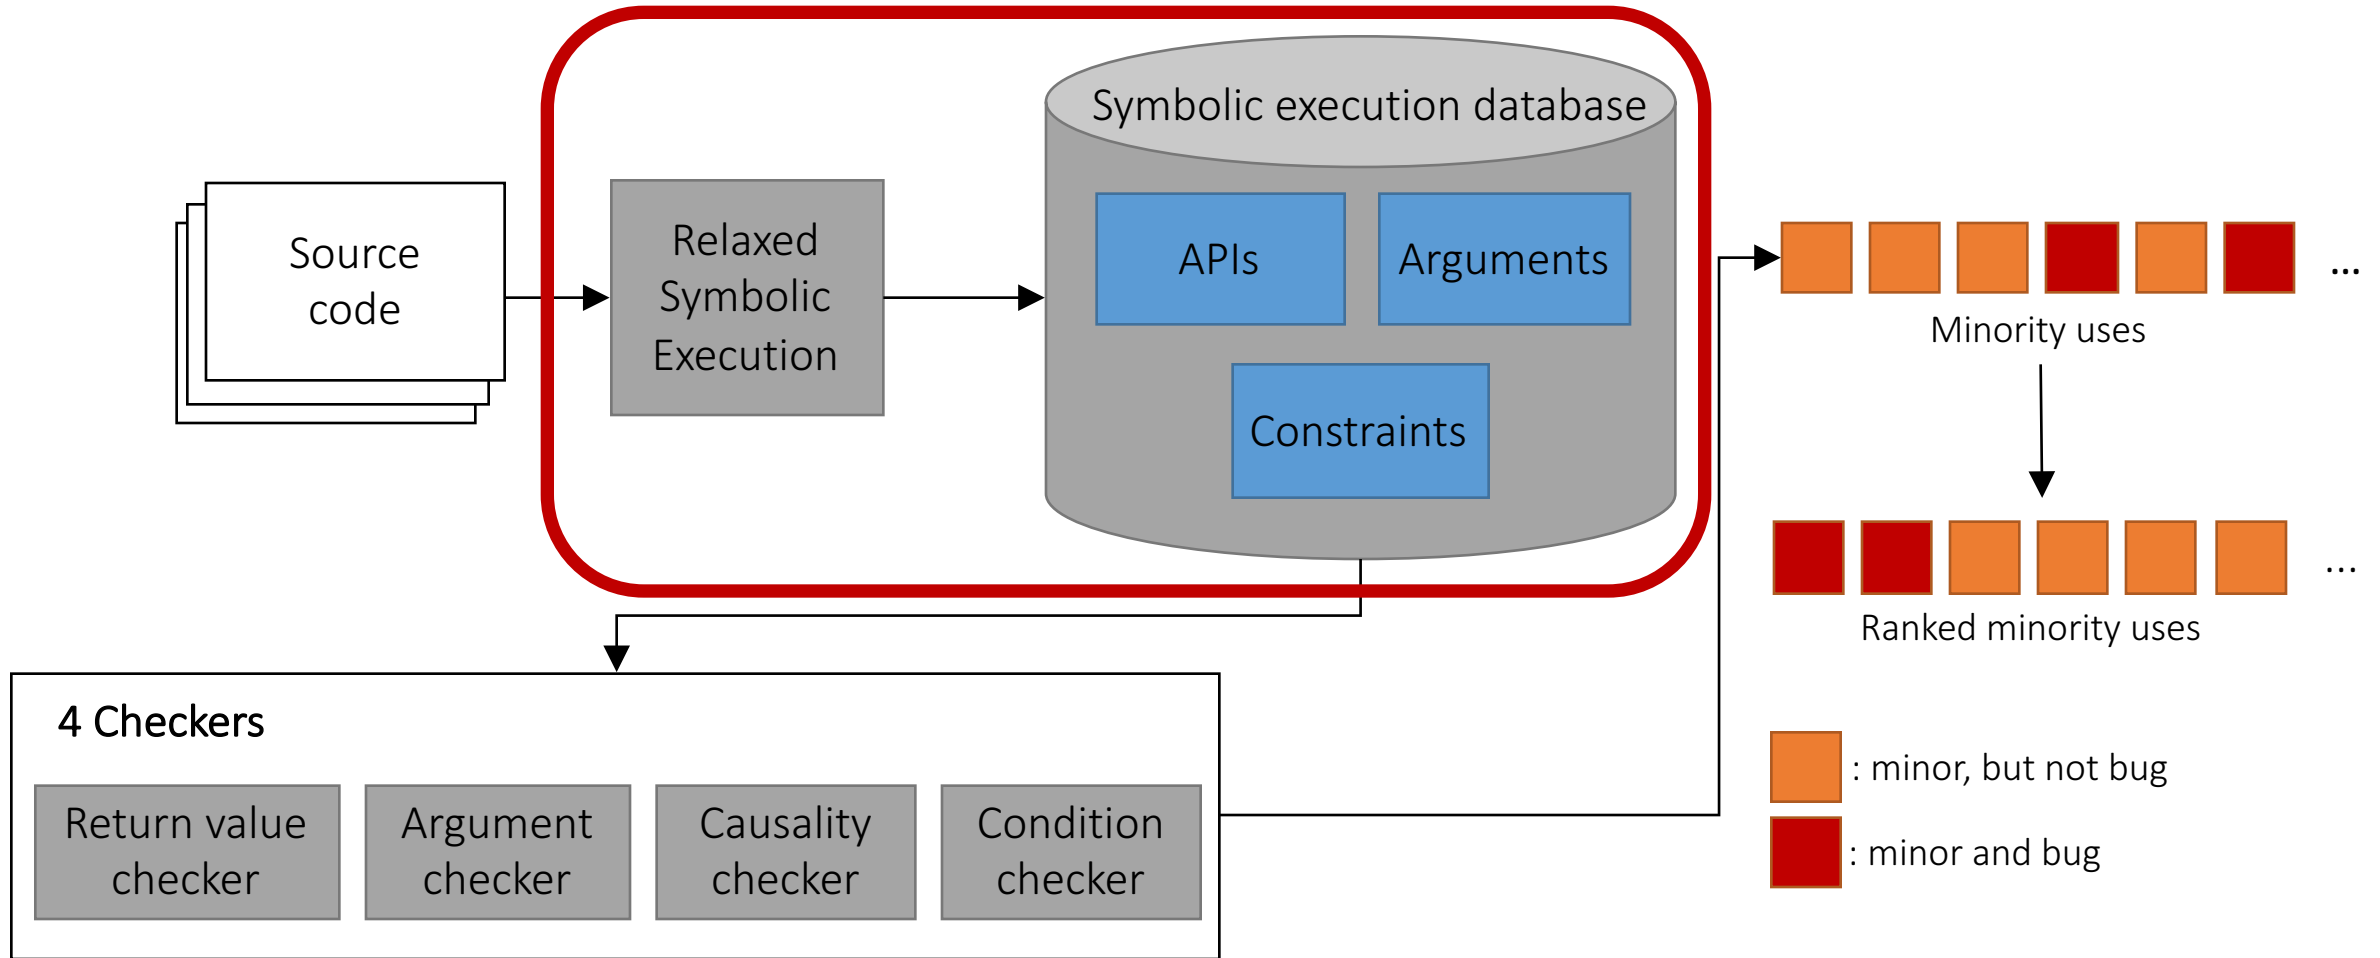 Symbolic execution database
Source
code
Relaxed
Symbolic
Execution
APIs
Arguments
Constraints
...
Minority uses
...
Ranked minority uses
4 Checkers
Return value
checker
Argument
checker
Causality
checker
Condition
checker
: minor, but not bug
: minor and bug